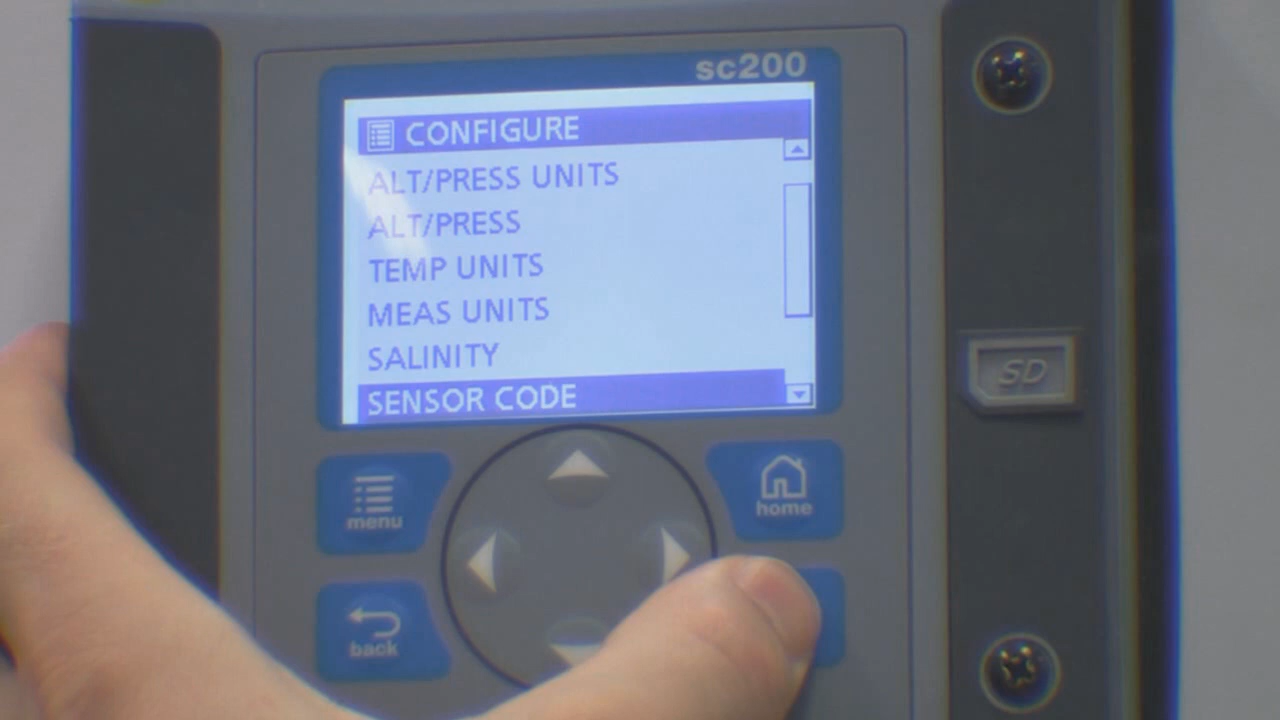 sc200
CONFIGURE
ALT/PRESS UNITS
ALT/PRESS
TEMP UNITS
MEAS UNITS
SALINITY
SENSOR CODE
menu
home
back
SD